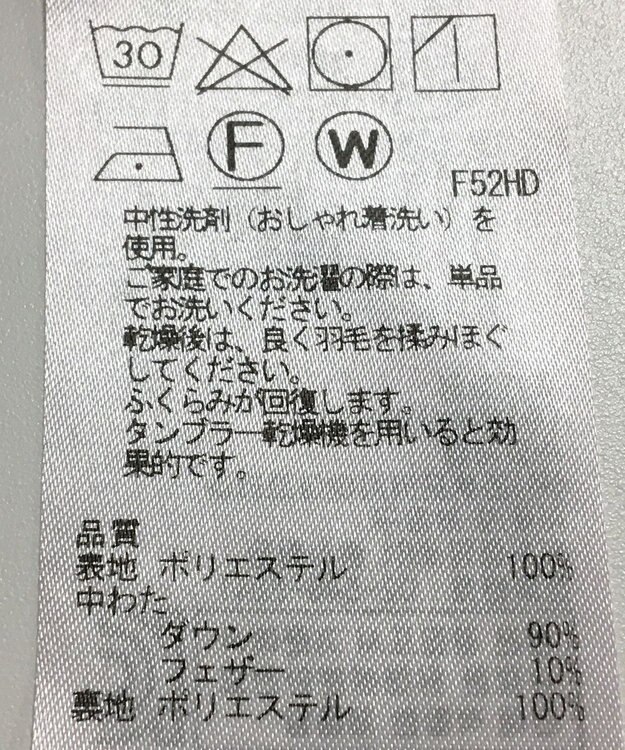 30
F W
F52HD
中性洗剤（おしゃれ着洗い）を
使用。
ご家庭でのお洗濯の際は、単品
でお洗いください。
乾燥後は、良く羽毛を揉みほぐ
してください。
ふくらみが回復します。
タンブラー乾燥機を用いると効
果的です。
品質
表地 ポリエステル 100%
中わた
ダウン 90%
フェザー 10%
裏地 ポリエステル 100%